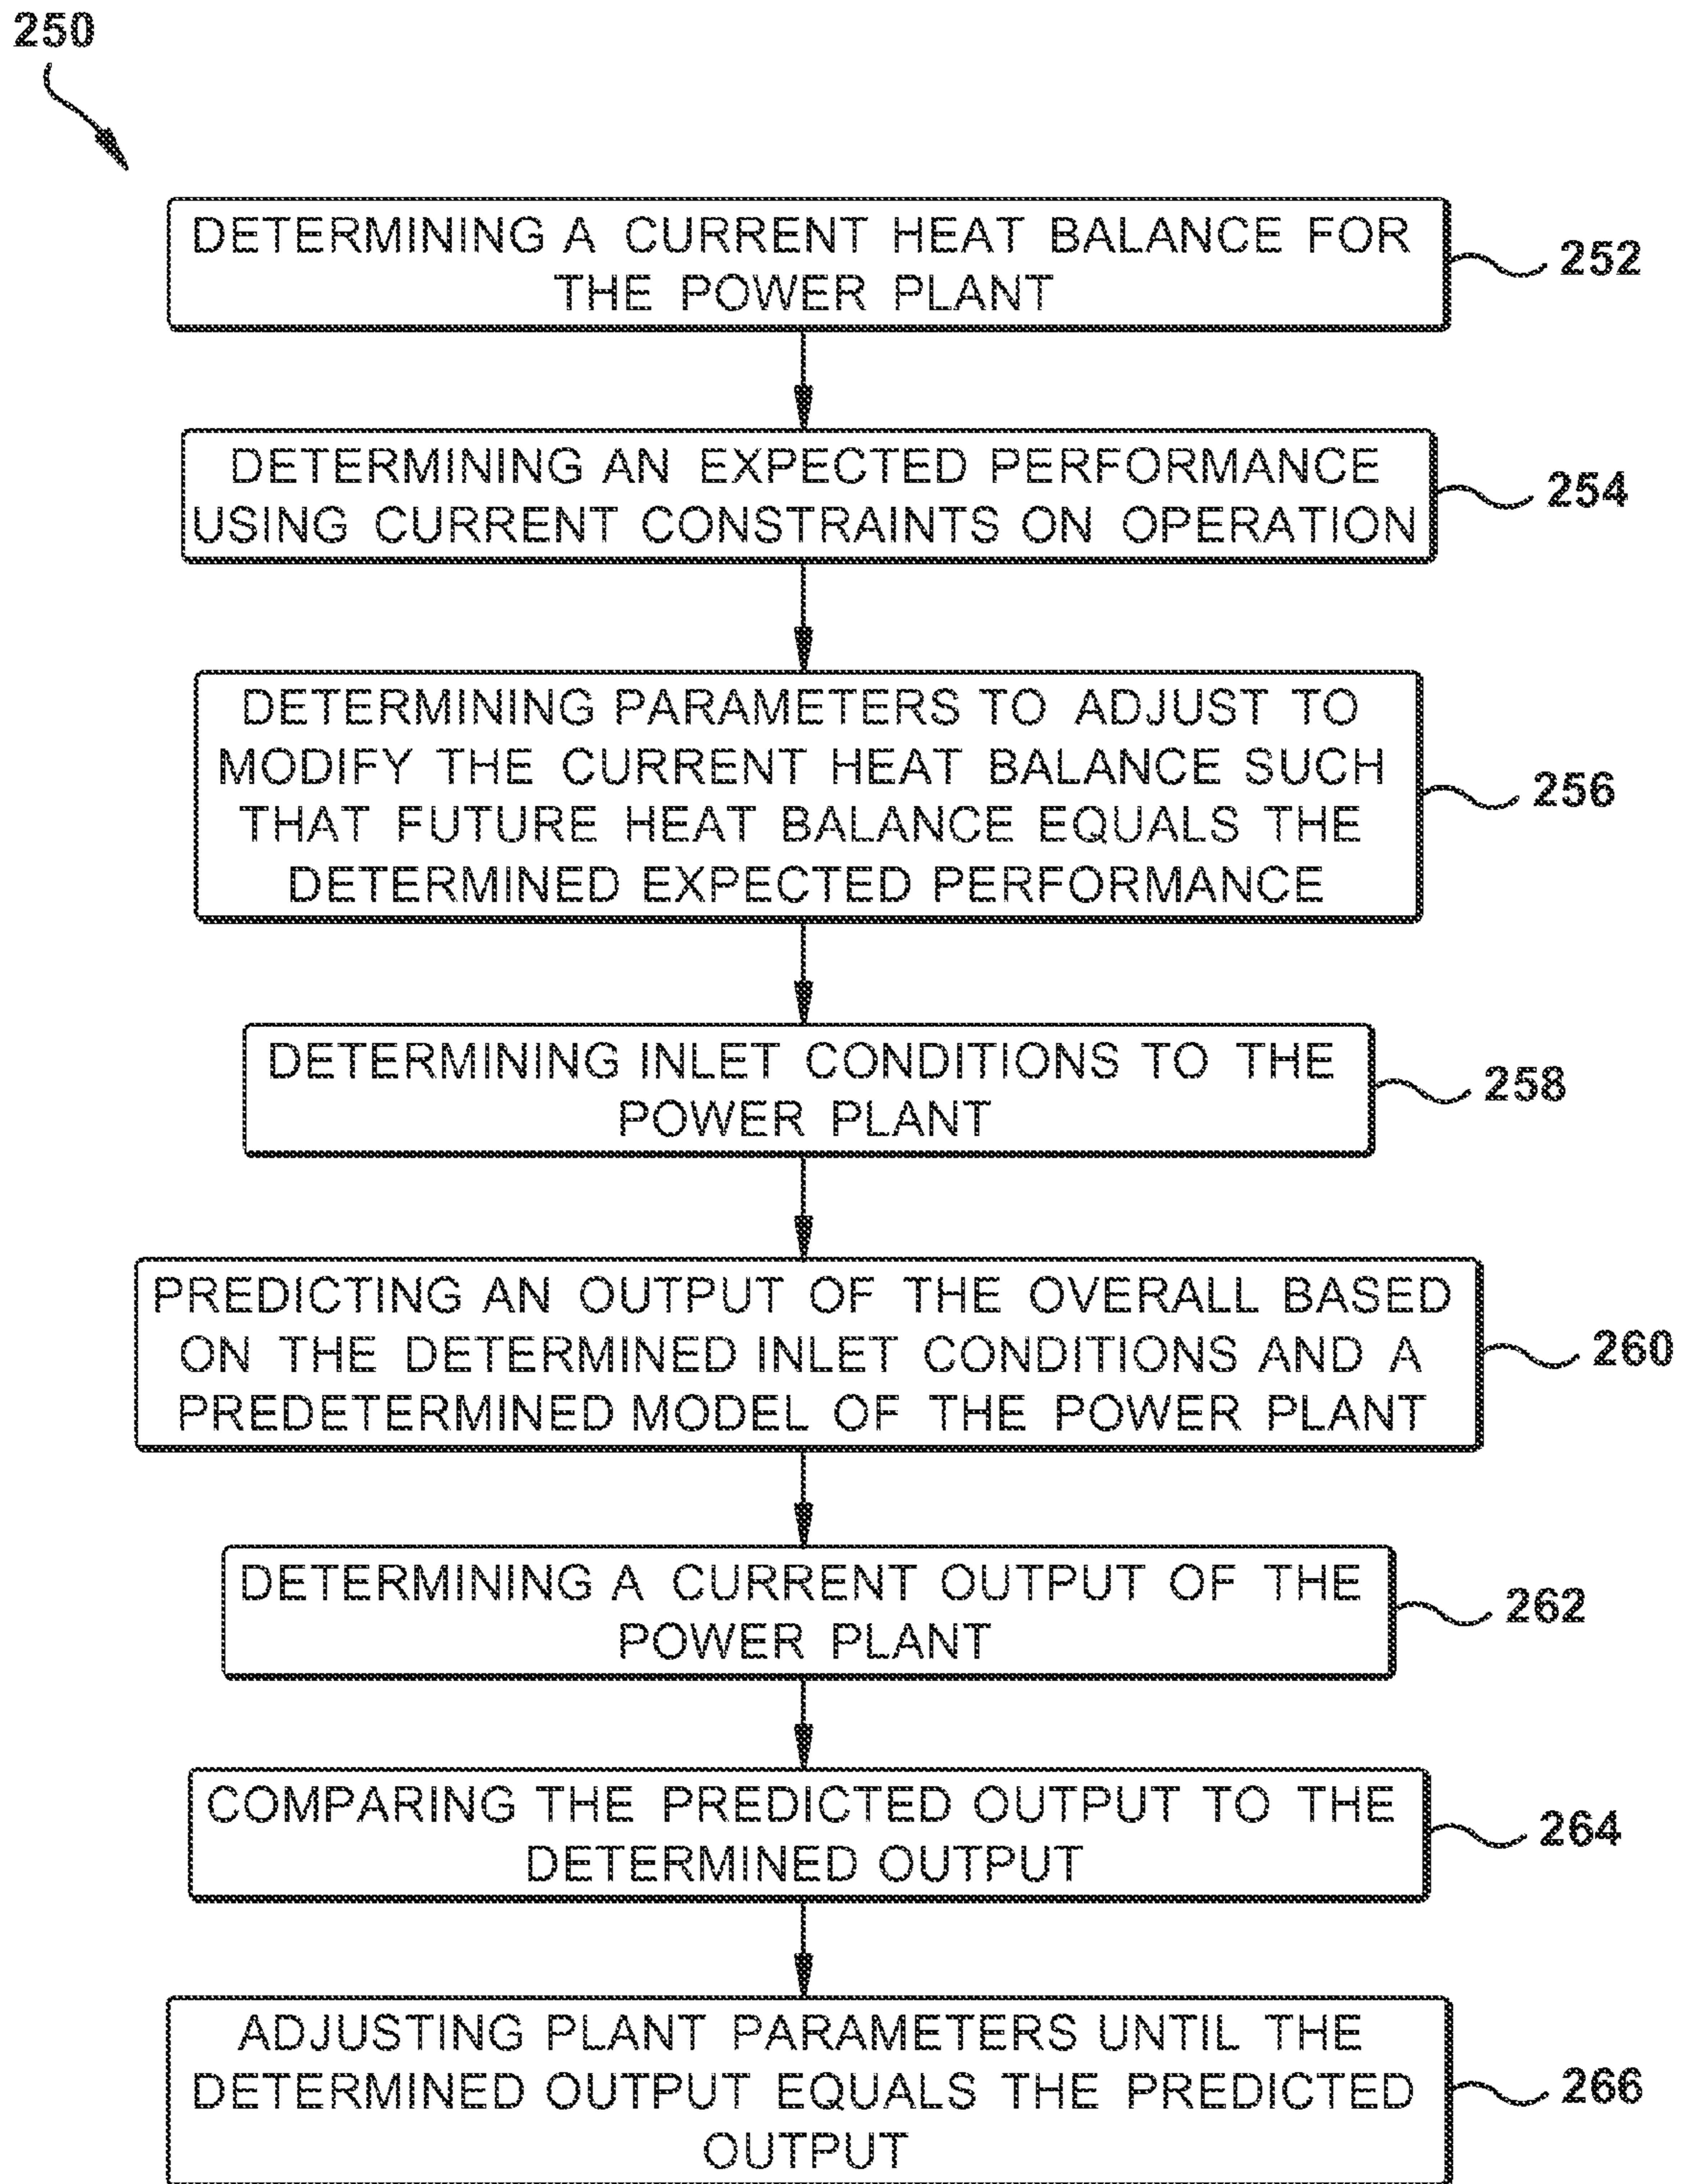 250
DETERMINING A CURRENT HEAT BALANCE FOR
THE POWER PLANT
252
DETERMINING AN EXPECTED PERFORMANCE
USING CURRENT CONSTRAINTS ON OPERATION
254
DETERMINING PARAMETERS TO ADJUST TO
MODIFY THE CURRENT HEAT BALANCE SUCH
THAT FUTURE HEAT BALANCE EQUALS THE
DETERMINED EXPECTED PERFORMANCE
256
DETERMINING INLET CONDITIONS TO THE
POWER PLANT
258
PREDICTING AN OUTPUT OF THE OVERALL BASED
ON THE DETERMINED INLET CONDITIONS AND A
PREDETERMINED MODEL OF THE POWER PLANT
260
DETERMINING A CURRENT OUTPUT OF THE
POWER PLANT
262
COMPARING THE PREDICTED OUTPUT TO THE
DETERMINED OUTPUT
264
ADJUSTING PLANT PARAMETERS UNTIL THE
DETERMINED OUTPUT EQUALS THE PREDICTED
OUTPUT
266